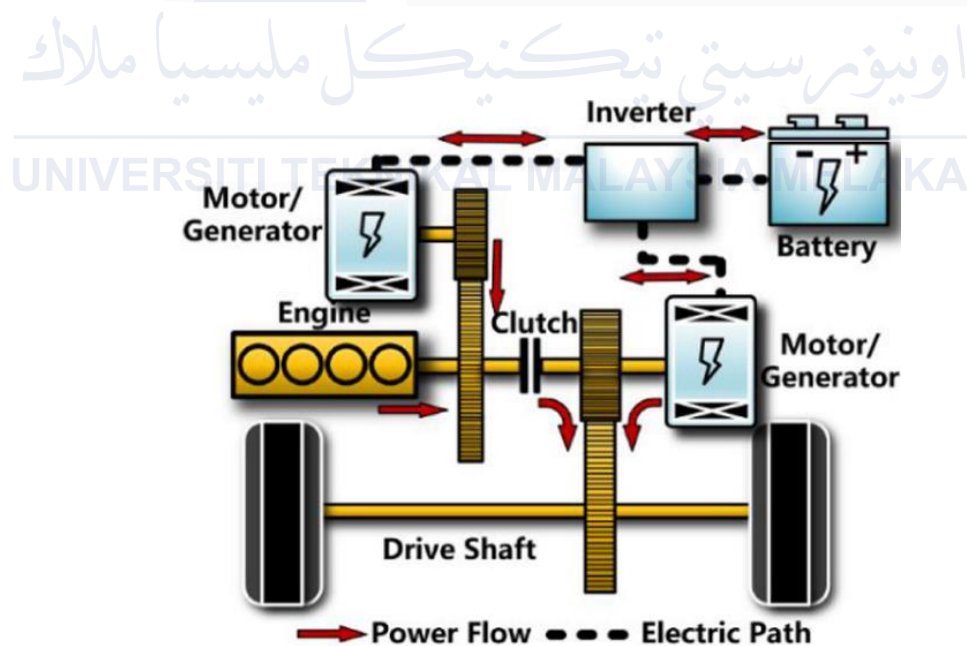 اونيۏرسيتي تيكنيكل مليسيا ملاك
UNIVERSITI TEKNIKAL MALAYSIA MELAKA
Inverter
Motor/
Generator
- +
Battery
Engine
Clutch
Motor/
Generator
Drive Shaft
Power Flow
Electric Path